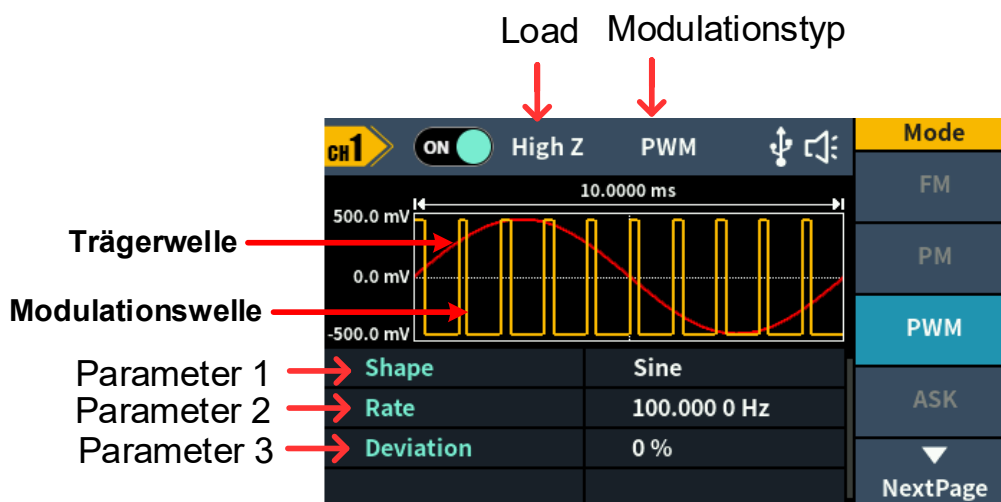 Load Modulationstyp
CH1 ON High Z PWM Mode
10.0000 ms
FM
500.0 mV
Trägerwelle
PM
0.0 mV
Modulationswelle
PWM
-500.0 mV
Parameter 1 Shape Sine
Parameter 2 Rate 100.000 0 Hz
ASK
Parameter 3 Deviation 0 %
NextPage